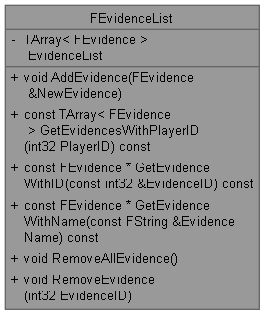 FEvidenceList
- TArray< FEvidence >
EvidenceList
+ void AddEvidence(FEvidence
&NewEvidence)
+ const TArray< FEvidence
> GetEvidencesWithPlayerID
(int32 PlayerID) const
+ const FEvidence * GetEvidence
WithID(const int32 &EvidenceID) const
+ const FEvidence * GetEvidence
WithName(const FString &Evidence
Name) const
+ void RemoveAllEvidence()
+ void RemoveEvidence
(int32 EvidenceID)